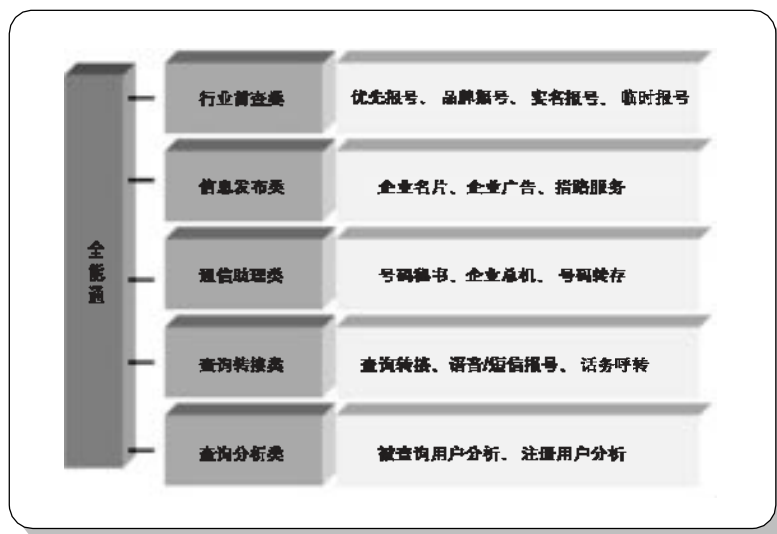 全能通
行业首查类
优先报号、品牌报号、实名报号、临时报号
信息发布类
企业名片、企业广告、指路服务
通信助理类
号码秘书、企业总机、号码转存
查询转接类
查询转接、语音/短信报号、话务呼转
查询分析类
被查询用户分析、注册用户分析